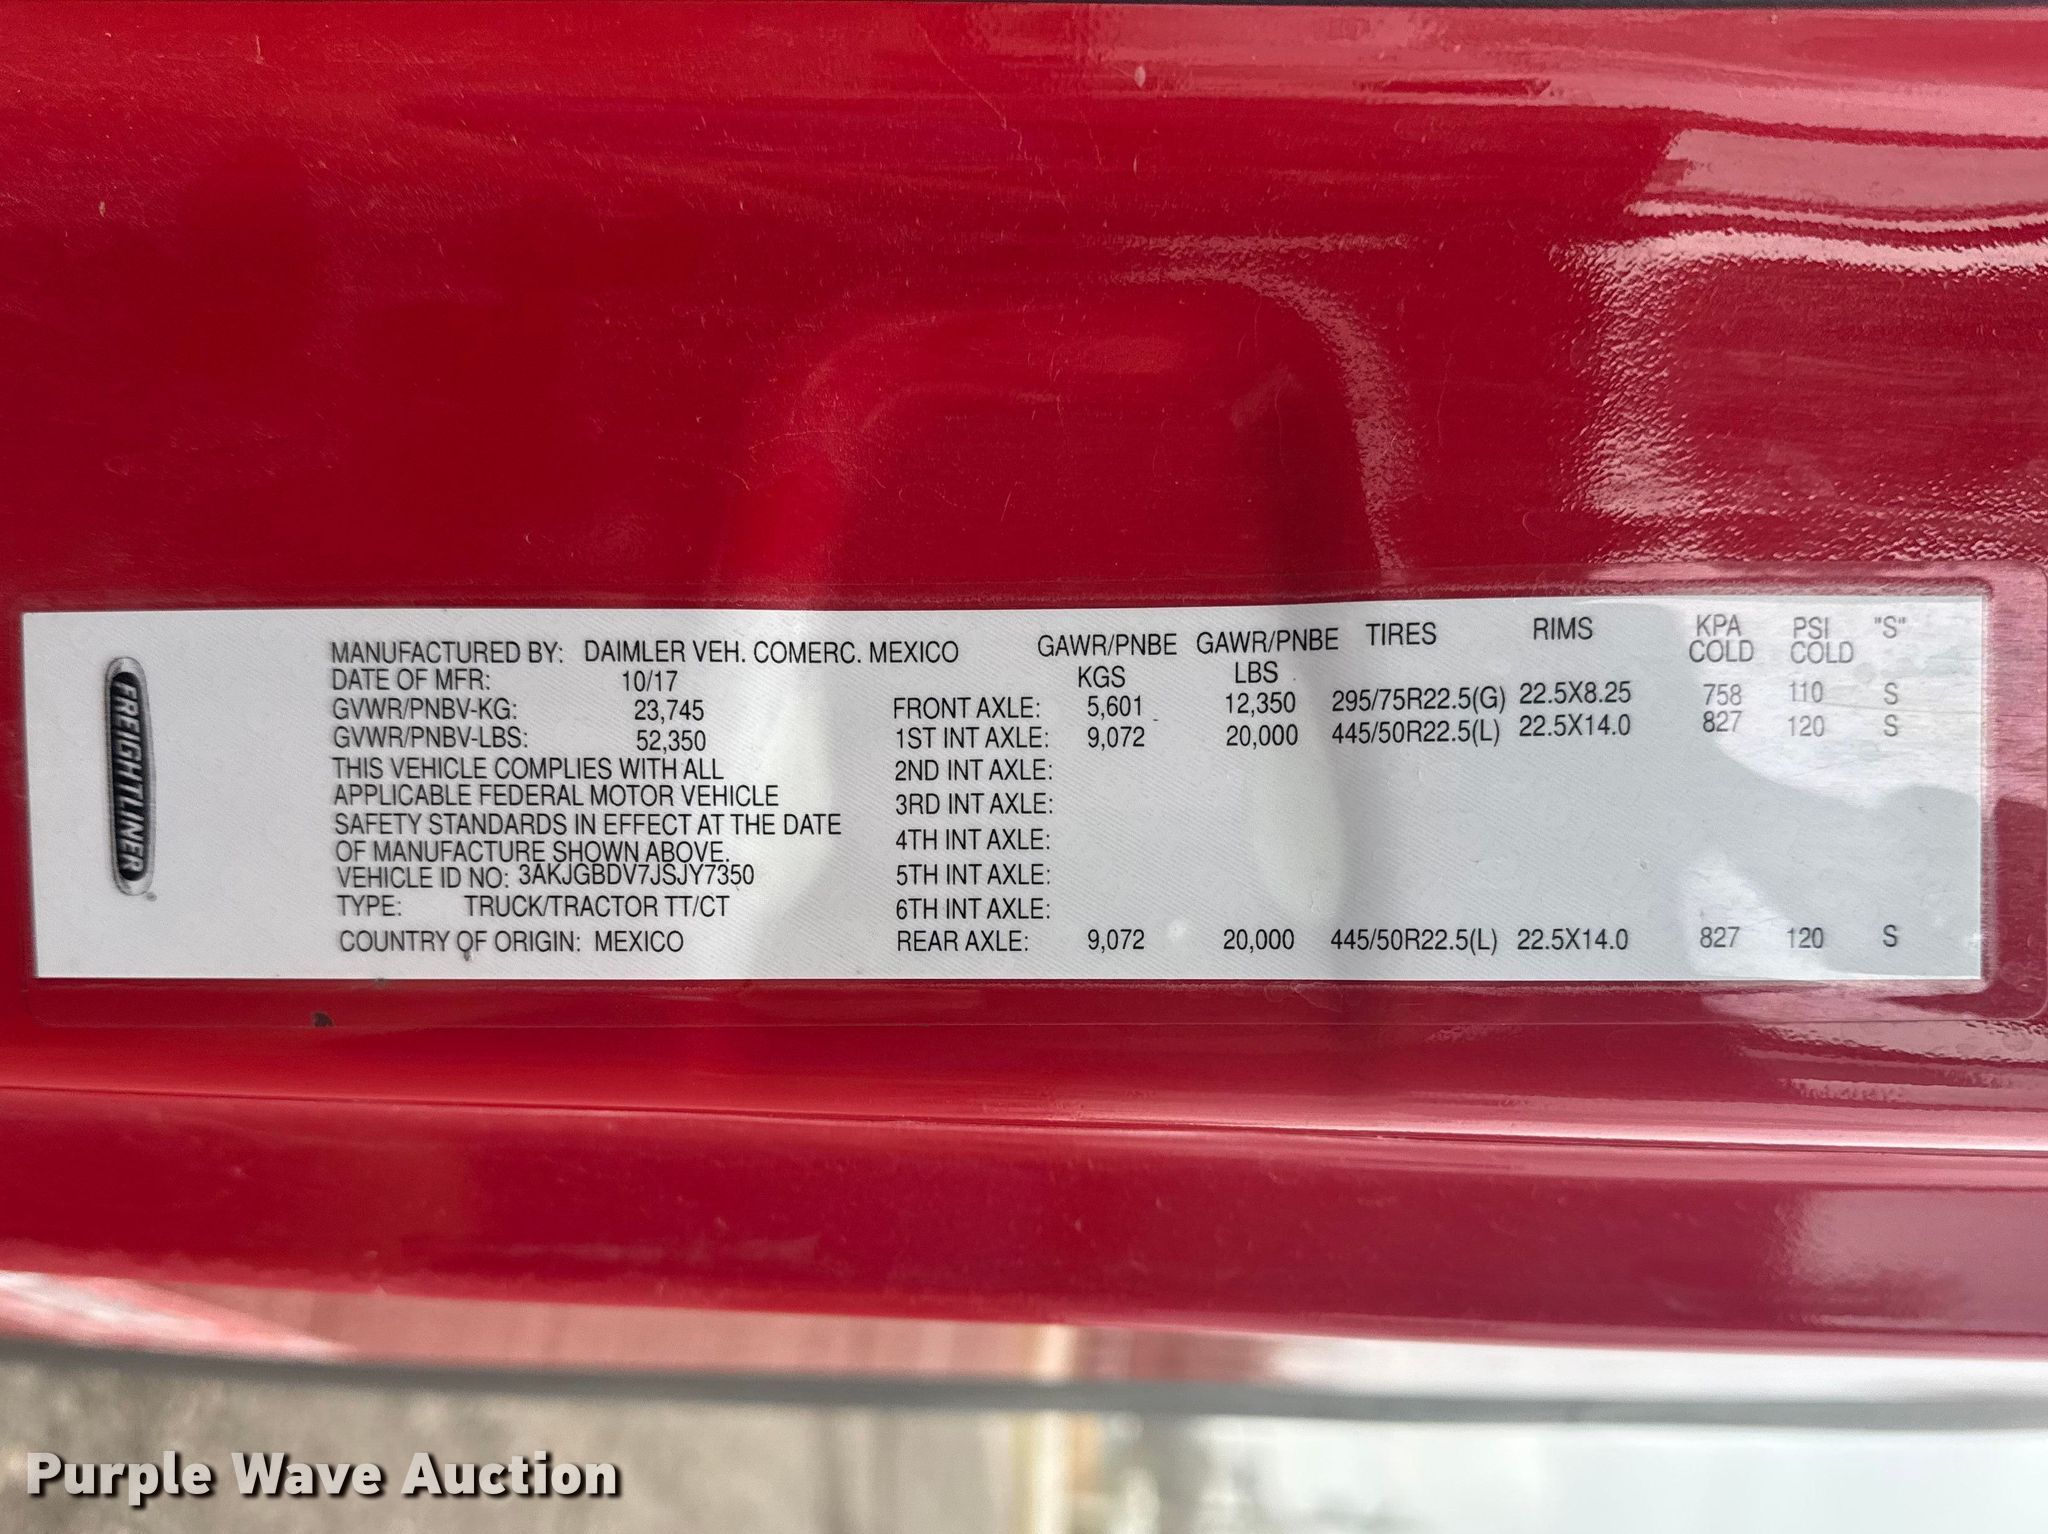 FREIGHTLINER
MANUFACTURED BY: DAIMLER VEH. COMERC. MEXICO
DATE OF MFR: 10/17
GVWR/PNBV-KG: 23,745
GVWR/PNBV-LBS: 52,350
THIS VEHICLE COMPLIES WITH ALL
APPLICABLE FEDERAL MOTOR VEHICLE
SAFETY STANDARDS IN EFFECT AT THE DATE
OF MANUFACTURE SHOWN ABOVE.
VEHICLE ID NO: 3AKJGBDV7JSJY7350
TYPE: TRUCK/TRACTOR TT/CT
COUNTRY OF ORIGIN: MEXICO
GAWR/PNBE GAWR/PNBE TIRES RIMS KPA PSI "S"
KGS LBS COLD COLD
FRONT AXLE: 5,601 12,350 295/75R22.5(G) 22.5X8.25 758 110 S
1ST INT AXLE: 9,072 20,000 445/50R22.5(L) 22.5X14.0 827 120 S
2ND INT AXLE:
3RD INT AXLE:
4TH INT AXLE:
5TH INT AXLE:
6TH INT AXLE:
REAR AXLE: 9,072 20,000 445/50R22.5(L) 22.5X14.0 827 120 S
Purple Wave Auction